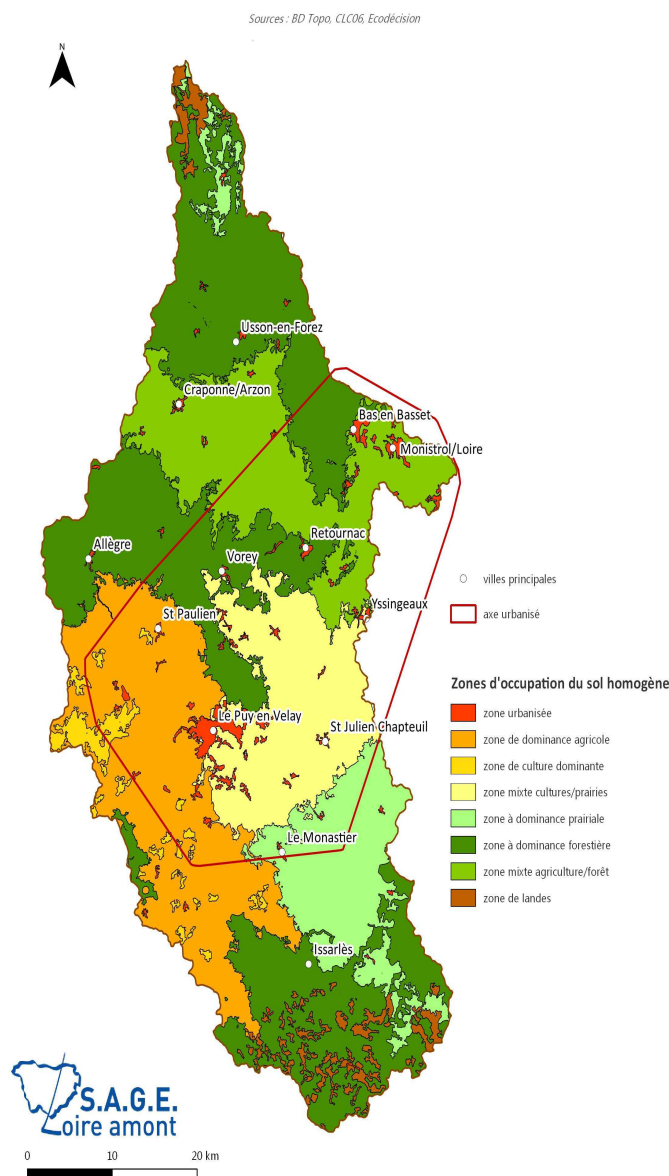 Sources : BD Topo, CLC06, Ecodécision
N
Usson-en-Forez
Craponne/Arzon
Bas en Basset
Monistrol/Loire
Retournac
Allègre
Vorey
villes principales
Yssingeaux
axe urbanisé
St Paulien
Zones d'occupation du sol homogène
zone urbanisée
Le Puy en Velay
zone de dominance agricole
St Julien Chapteuil
zone de culture dominante
zone mixte cultures/prairies
zone à dominance prairiale
Le Monastier
zone à dominance forestière
zone mixte agriculture/forêt
zone de landes
Issarlès
S.A.G.E.
Loire amont
0 10 20 km